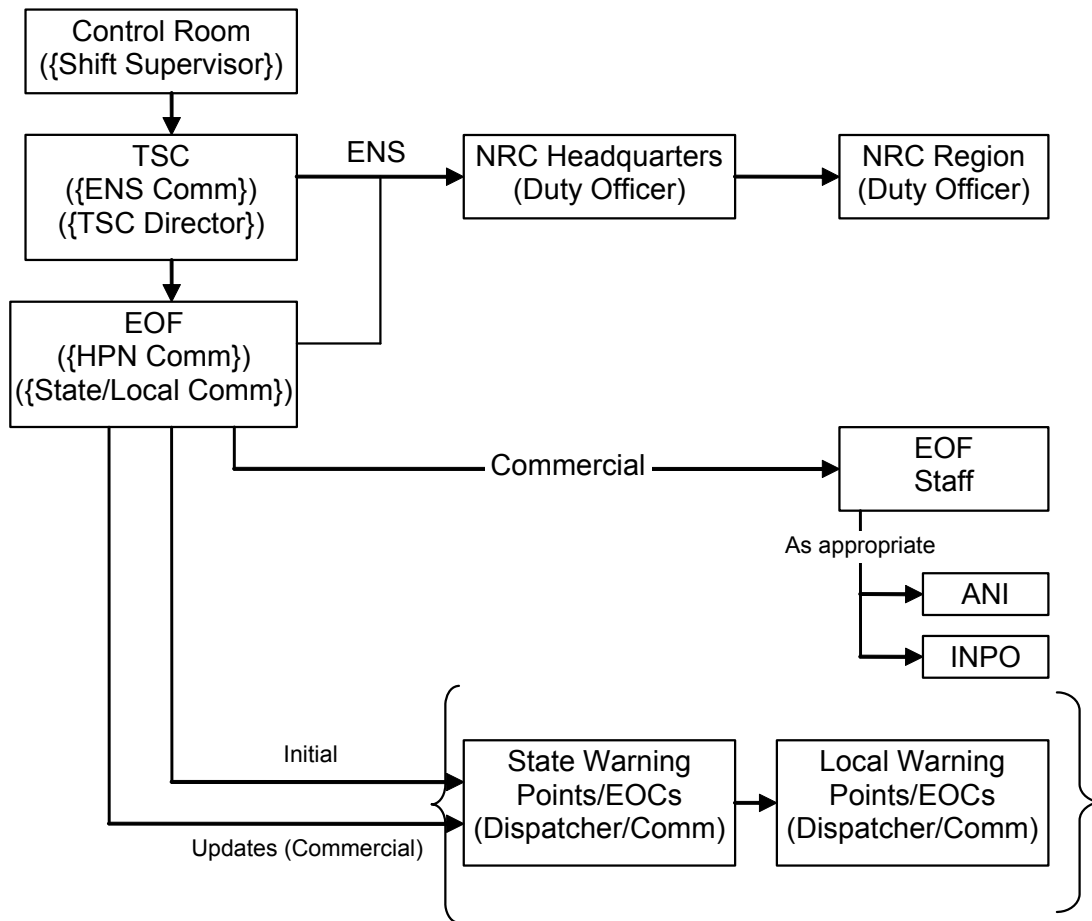 Control Room
({Shift Supervisor})
TSC
({ENS Comm})
({TSC Director})
ENS
NRC Headquarters
(Duty Officer)
NRC Region
(Duty Officer)
EOF
({HPN Comm})
({State/Local Comm})
Commercial
EOF
Staff
As appropriate
ANI
INPO
Initial
Updates (Commercial)
State Warning
Points/EOCs
(Dispatcher/Comm)
Local Warning
Points/EOCs
(Dispatcher/Comm)